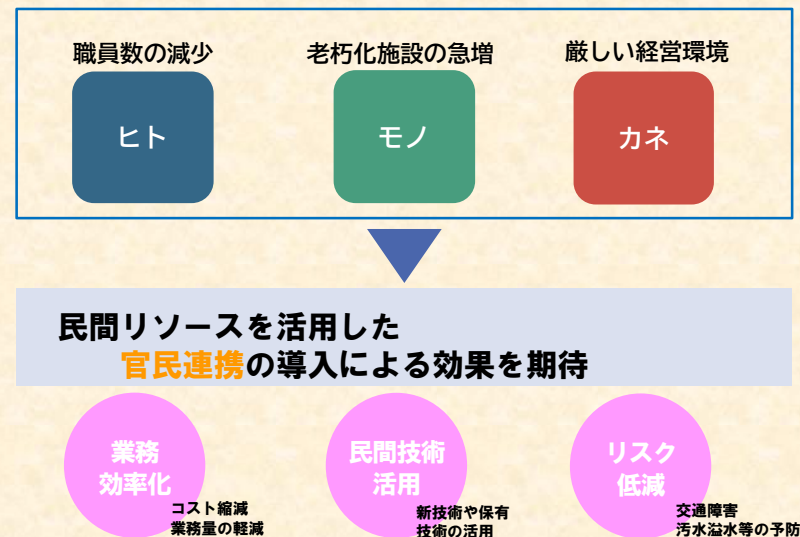 職員数の減少
老朽化施設の急増
厳しい経営環境
ヒト
モノ
カネ
民間リソースを活用した
官民連携の導入による効果を期待
業務
効率化
コスト縮減
業務量の軽減
民間技術
活用
新技術や保有
技術の活用
リスク
低減
交通障害
汚水溢水等の予防